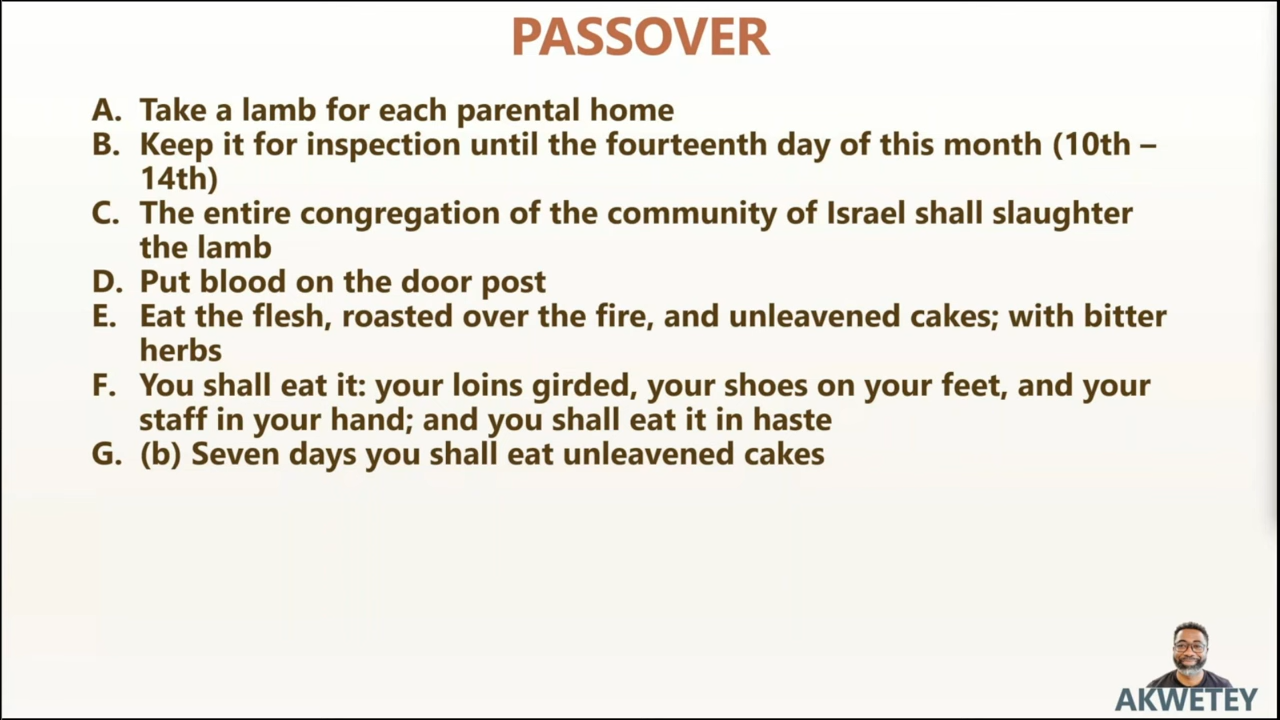 PASSOVER
A. Take a lamb for each parental home
B. Keep it for inspection until the fourteenth day of this month (10th –
14th)
C. The entire congregation of the community of Israel shall slaughter
the lamb
D. Put blood on the door post
E. Eat the flesh, roasted over the fire, and unleavened cakes; with bitter
herbs
F. You shall eat it: your loins girded, your shoes on your feet, and your
staff in your hand; and you shall eat it in haste
G. (b) Seven days you shall eat unleavened cakes
AKWETEY